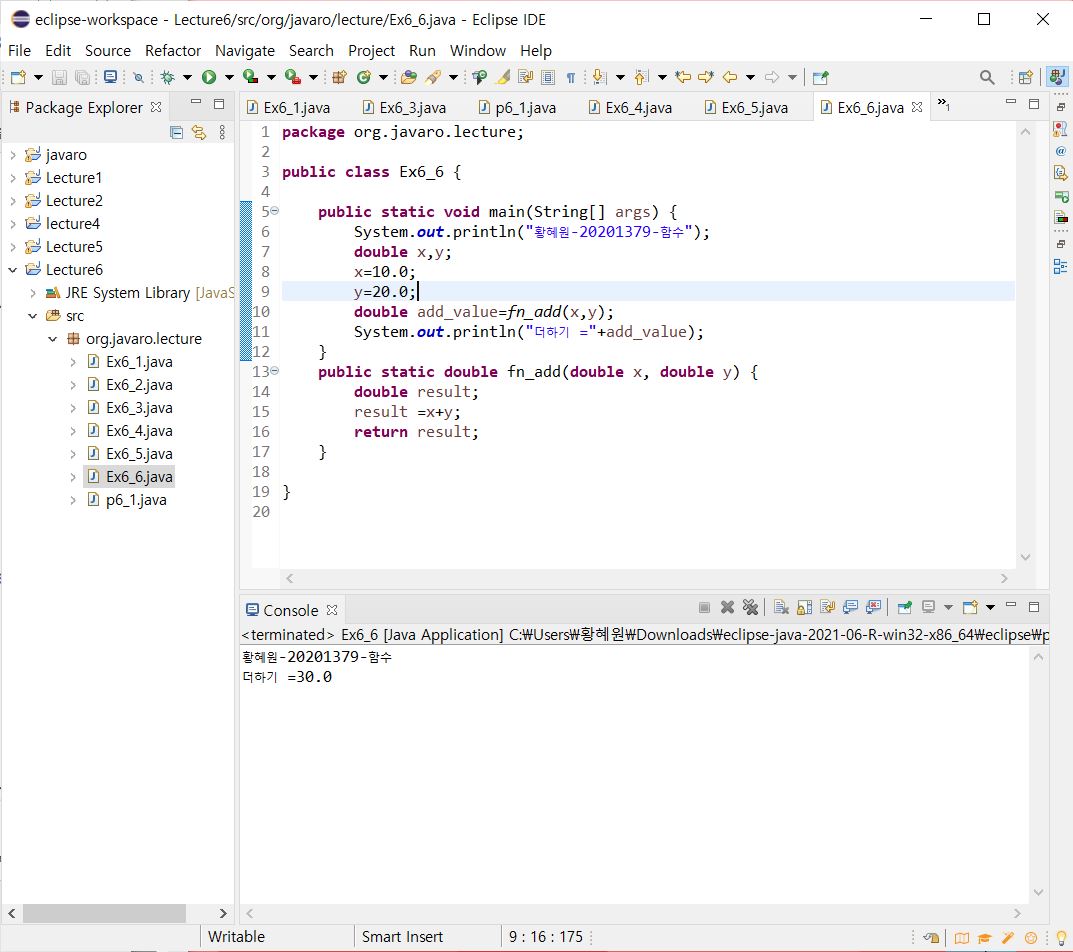 eclipse-workspace - Lecture6/src/org/javaro/lecture/Ex6_6.java - Eclipse IDE
File Edit Source Refactor Navigate Search Project Run Window Help
Package Explorer
javaro
Lecture1
Lecture2
lecture4
Lecture5
Lecture6
JRE System Library [JavaS
src
org.javaro.lecture
Ex6_1.java
Ex6_2.java
Ex6_3.java
Ex6_4.java
Ex6_5.java
Ex6_6.java
p6_1.java
Ex6_1.java Ex6_3.java p6_1.java Ex6_4.java Ex6_5.java Ex6_6.java »1
1 package org.javaro.lecture;
2
3 public class Ex6_6 {
4
5 public static void main(String[] args) {
6 System.out.println("황혜원-20201379-함수");
7 double x,y;
8 x=10.0;
9 y=20.0;
10 double add_value=fn_add(x,y);
11 System.out.println("더하기 ="+add_value);
12 }
13 public static double fn_add(double x, double y) {
14 double result;
15 result =x+y;
16 return result;
17 }
18
19 }
20
Console
<terminated> Ex6_6 [Java Application] C:₩Users₩황혜원₩Downloads₩eclipse-java-2021-06-R-win32-x86_64₩eclipse₩p
황혜원-20201379-함수
더하기 =30.0
Writable Smart Insert 9 : 16 : 175